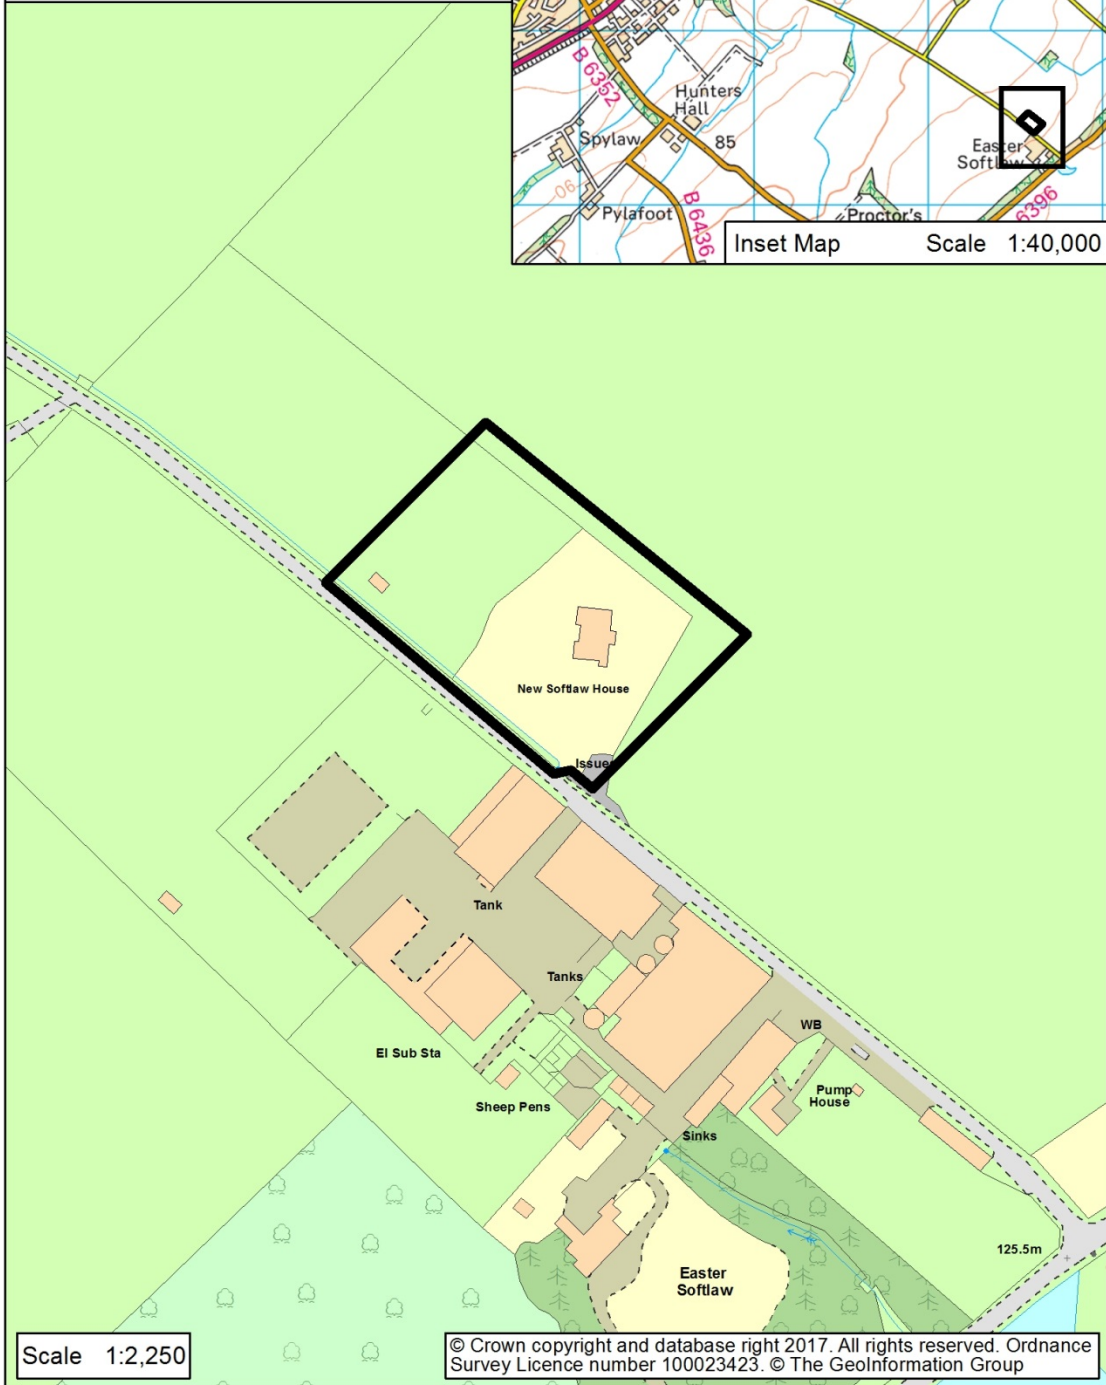 B 6352
Hunters
Hall
Spylaw
85
Easter
Softlaw
90
Pylafoot
B 6436
Proctor's
6396
Inset Map Scale 1:40,000
New Softlaw House
Issues
Tank
Tanks
WB
El Sub Sta
Pump
House
Sheep Pens
Sinks
125.5m
Easter
Softlaw
Scale 1:2,250
© Crown copyright and database right 2017. All rights reserved. Ordnance
Survey Licence number 100023423. © The GeoInformation Group